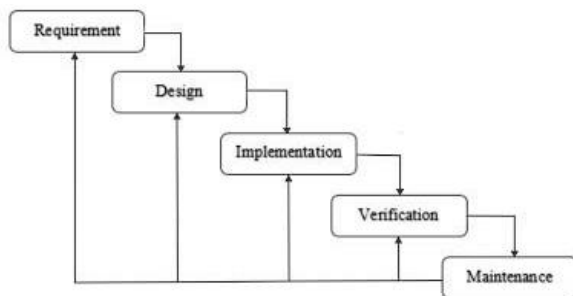 Requirement
Design
Implementation
Verification
Maintenance